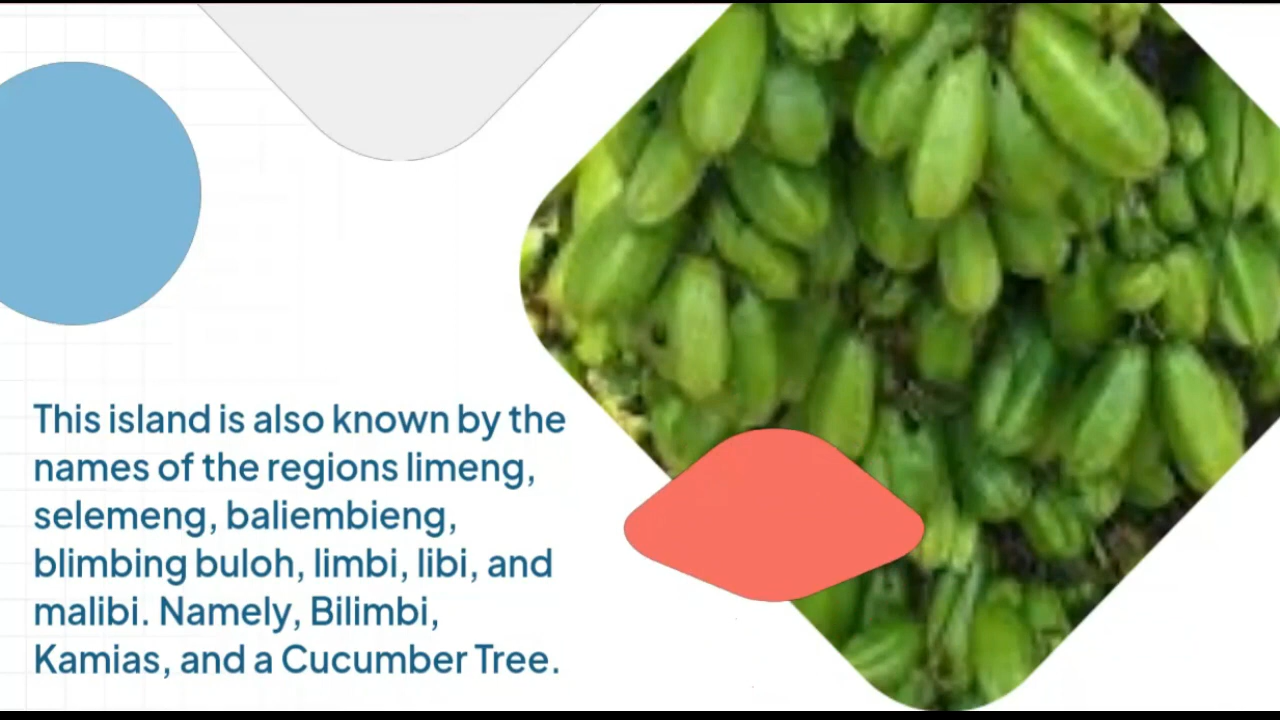 This island is also known by the
names of the regions limeng,
selemeng, baliembieng,
blimbing buloh, limbi, libi, and
malibi. Namely, Bilimbi,
Kamias, and a Cucumber Tree.